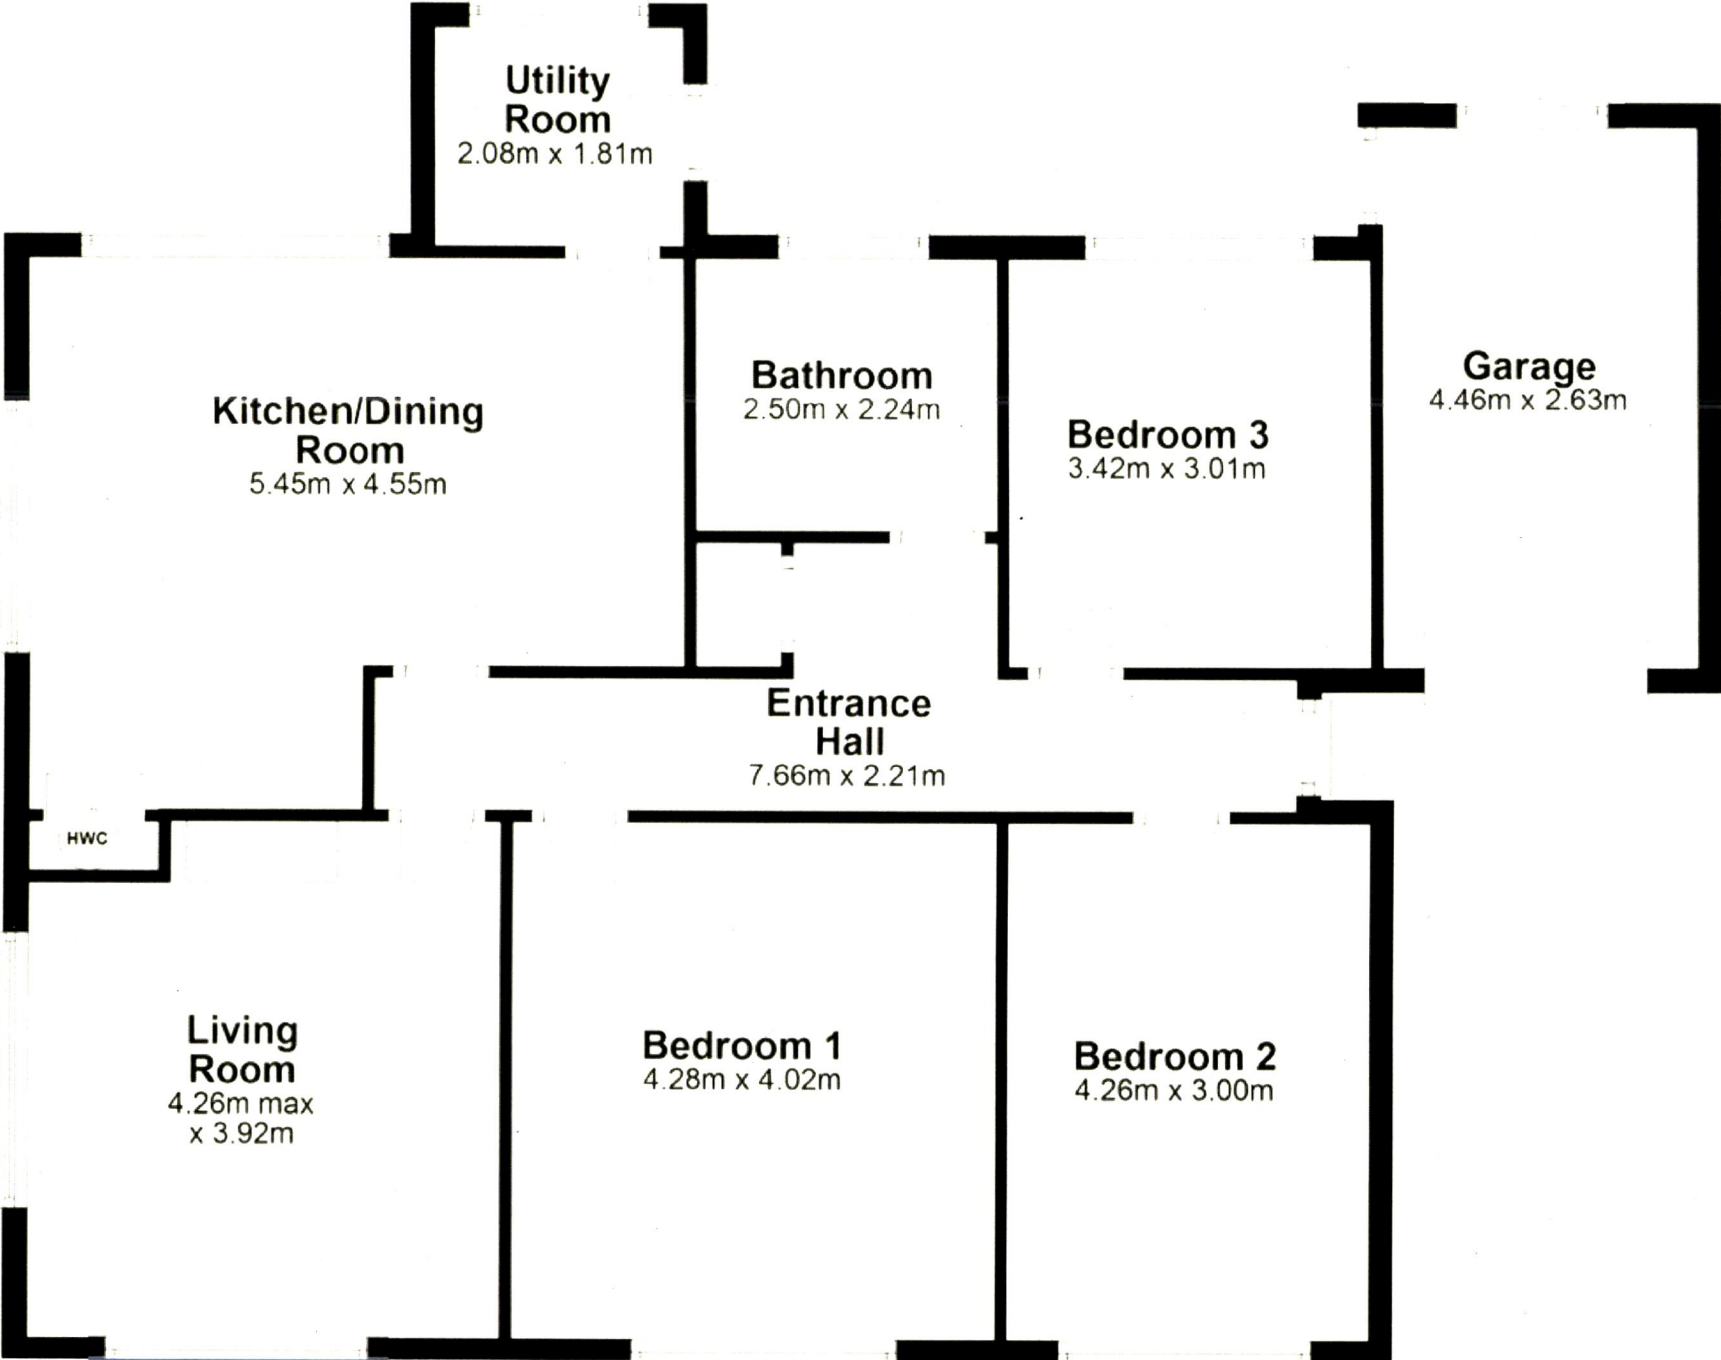 Utility
Room
2.08m x 1.81m
Kitchen/Dining
Room
5.45m x 4.55m
Bathroom
2.50m x 2.24m
Bedroom 3
3.42m x 3.01m
Garage
4.46m x 2.63m
Entrance
Hall
7.66m x 2.21m
HWC
Living
Room
4.26m max
x 3.92m
Bedroom 1
4.28m x 4.02m
Bedroom 2
4.26m x 3.00m